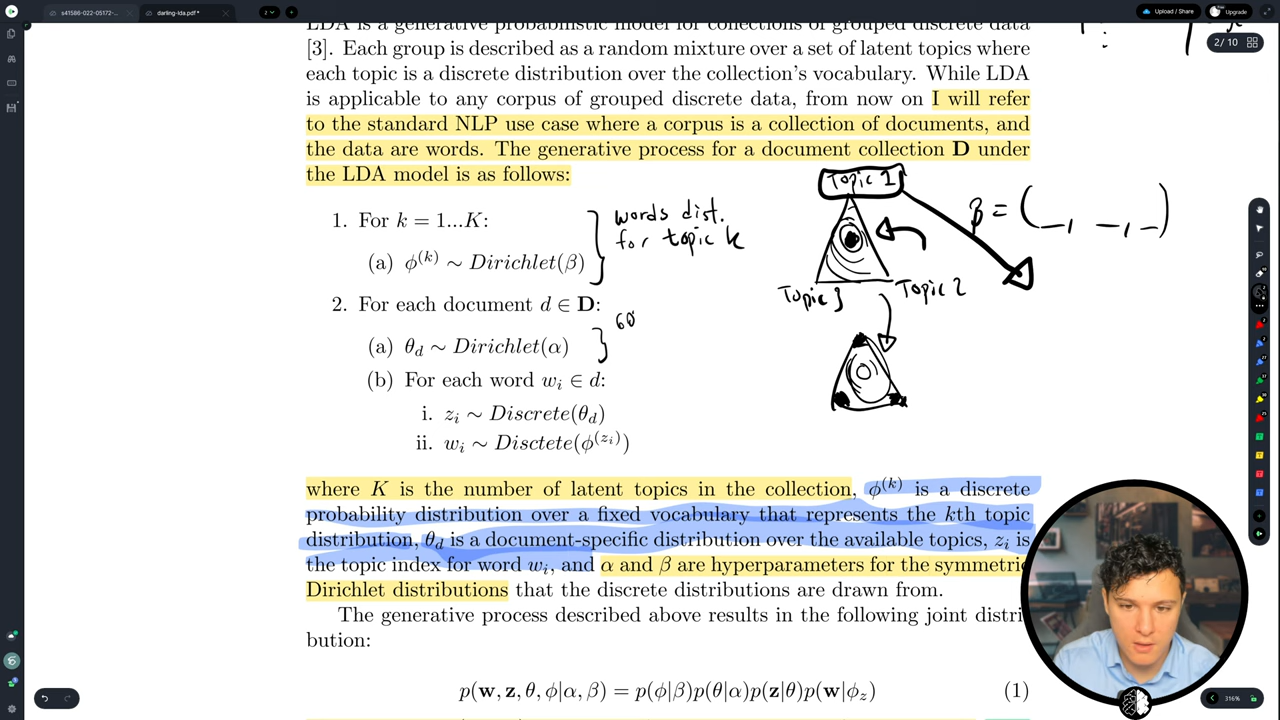 s41586-022-05172-...
darling-lda.pdf*
2
Upload / Share
Upgrade
2 / 10
LDA is a generative probabilistic model for collections of grouped discrete data
[3]. Each group is described as a random mixture over a set of latent topics where
each topic is a discrete distribution over the collection's vocabulary. While LDA
is applicable to any corpus of grouped discrete data, from now on I will refer
to the standard NLP use case where a corpus is a collection of documents, and
the data are words. The generative process for a document collection D under
the LDA model is as follows:
1. For k = 1...K:
(a) ϕ^(k) ∼ Dirichlet(β)
words dist.
for topic k
2. For each document d ∈ D:
(a) θ_d ∼ Dirichlet(α)
60
(b) For each word w_i ∈ d:
i. z_i ∼ Discrete(θ_d)
ii. w_i ∼ Disctete(ϕ^(z_i))
Topic 1
β = (_, _, _)
Topic 3
Topic 2
where K is the number of latent topics in the collection, ϕ^(k) is a discrete
probability distribution over a fixed vocabulary that represents the kth topic
distribution, θ_d is a document-specific distribution over the available topics, z_i is
the topic index for word w_i, and α and β are hyperparameters for the symmetric
Dirichlet distributions that the discrete distributions are drawn from.
The generative process described above results in the following joint distri-
bution:
p(w, z, θ, ϕ|α, β) = p(ϕ|β)p(θ|α)p(z|θ)p(w|ϕ_z) (1)
316%